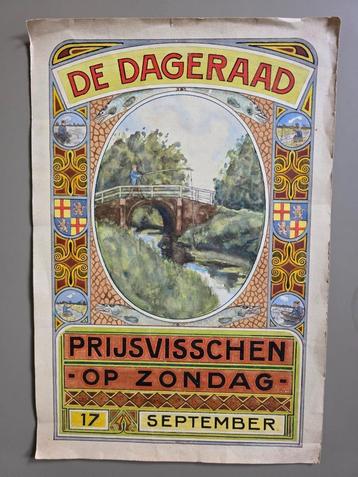 DE DAGERAAD
PRIJSVISSCHEN
- OP ZONDAG -
17 SEPTEMBER